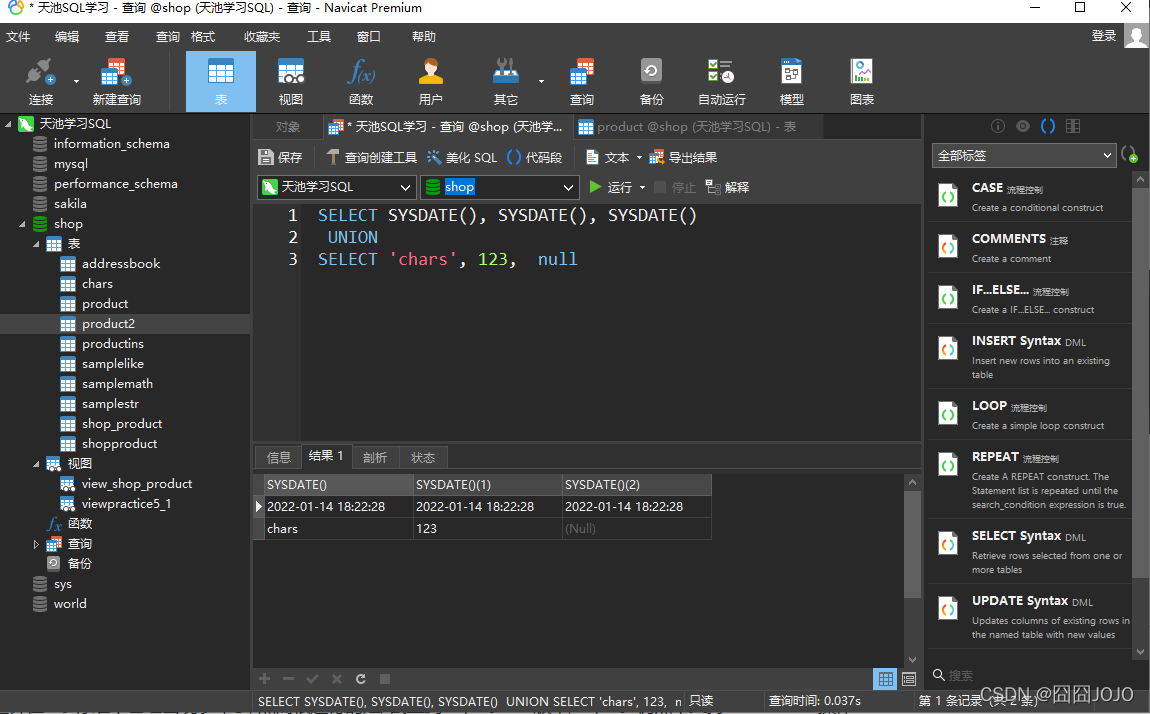 * 天池SQL学习 - 查询 @shop (天池学习SQL) - 查询 - Navicat Premium
文件 编辑 查看 查询 格式 收藏夹 工具 窗口 帮助 登录
连接 新建查询 表 视图 函数 用户 其它 查询 备份 自动运行 模型 图表
天池学习SQL
information_schema
mysql
performance_schema
sakila
shop
表
addressbook
chars
product
product2
productins
samplelike
samplemath
samplestr
shop_product
shopproduct
视图
view_shop_product
viewpractice5_1
函数
查询
备份
sys
world
对象 * 天池SQL学习 - 查询 @shop (天池学... product @shop (天池学习SQL) - 表
保存 查询创建工具 美化 SQL 代码段 文本 导出结果
天池学习SQL shop 运行 停止 解释
1 SELECT SYSDATE(), SYSDATE(), SYSDATE()
2 UNION
3 SELECT 'chars', 123, null
信息 结果 1 剖析 状态
SYSDATE() SYSDATE()(1) SYSDATE()(2)
2022-01-14 18:22:28 2022-01-14 18:22:28 2022-01-14 18:22:28
chars 123 (Null)
SELECT SYSDATE(), SYSDATE(), SYSDATE() UNION SELECT 'chars', 123, n 只读 查询时间: 0.037s 第 1 条记录 (共 2 条)
全部标签
CASE 流程控制
Create a conditional construct
COMMENTS 注释
Create a comment
IF...ELSE... 流程控制
Create a IF...ELSE... construct
INSERT Syntax DML
Insert new rows into an existing
table
LOOP 流程控制
Create a simple loop construct
REPEAT 流程控制
Create A REPEAT construct. The
Statement list is repeated until the
search_condition expression is true.
SELECT Syntax DML
Retrieve rows selected from one or
more tables
UPDATE Syntax DML
Updates columns of existing rows in
the named table with new values
搜索
CSDN @囧囧JOJO